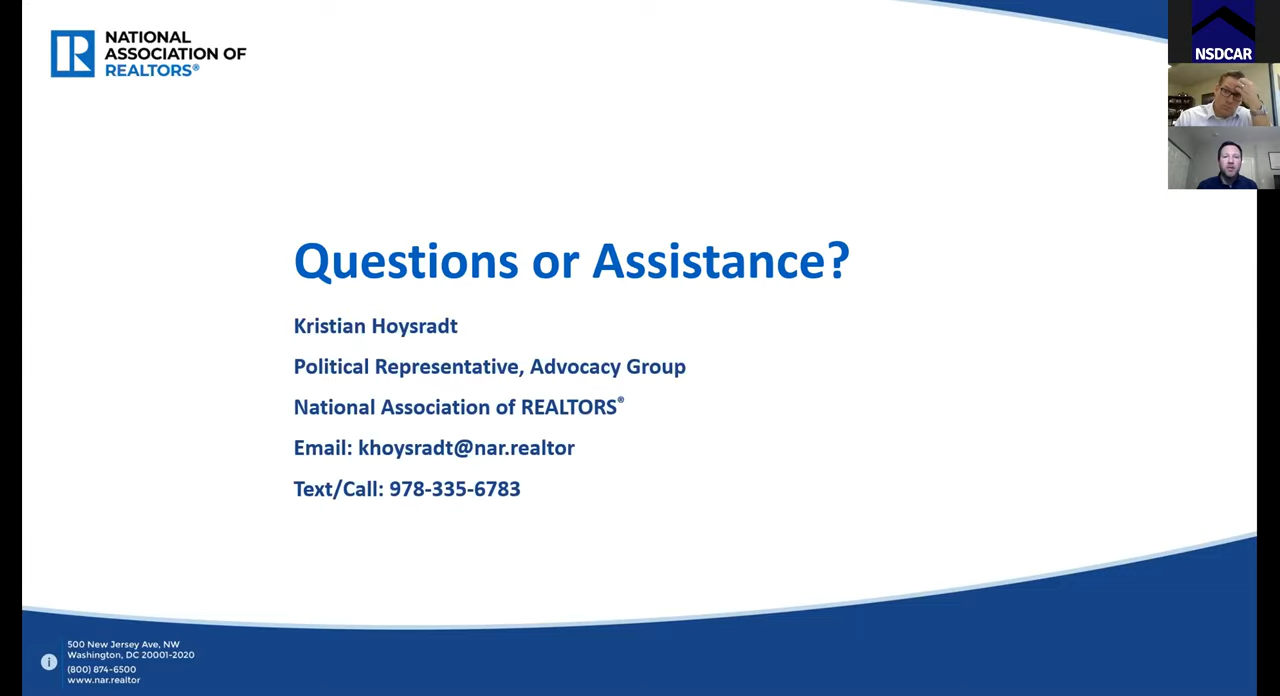 NATIONAL
ASSOCIATION OF
REALTORS®
NSDCAR
Questions or Assistance?
Kristian Hoysradt
Political Representative, Advocacy Group
National Association of REALTORS®
Email: khoysradt@nar.realtor
Text/Call: 978-335-6783
500 New Jersey Ave, NW
Washington, DC 20001-2020
(800) 874-6500
www.nar.realtor